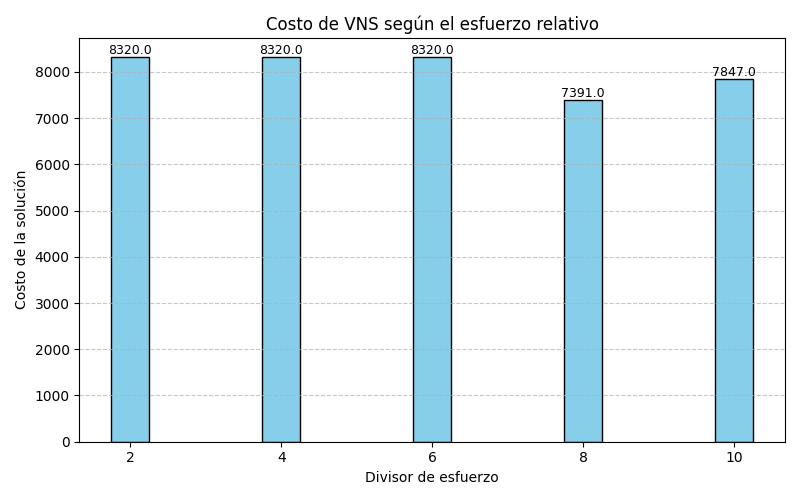 Costo de VNS según el esfuerzo relativo
8320.0 8320.0 8320.0 7391.0 7847.0
8000
7000
6000
5000
4000
3000
2000
1000
0
Costo de la solución
2 4 6 8 10
Divisor de esfuerzo